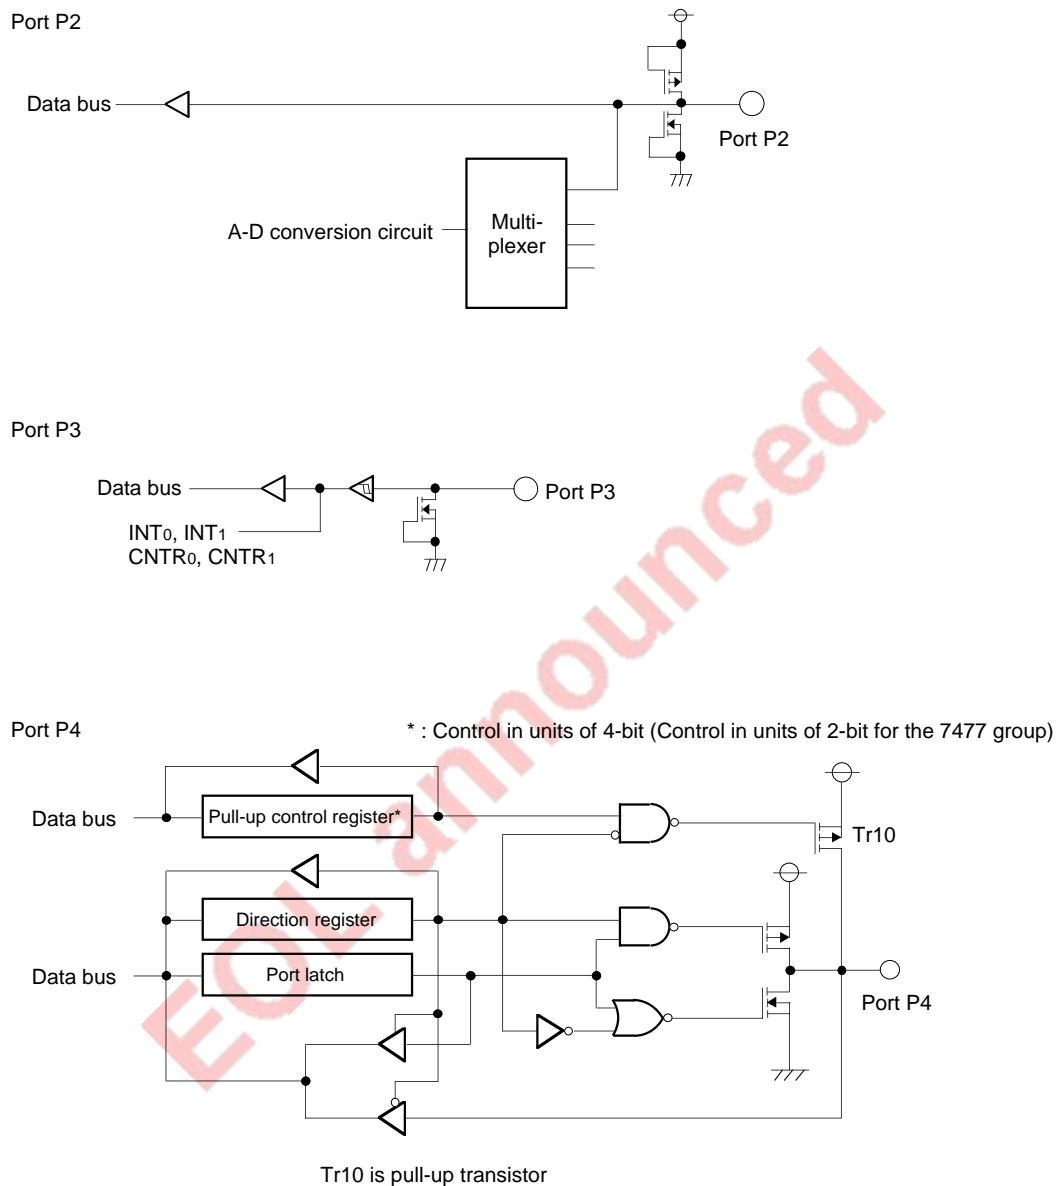 Port P2
Data bus
Port P2
A-D conversion circuit
Multi-
plexer
Port P3
Data bus
Port P3
INT0, INT1
CNTR0, CNTR1
Port P4
* : Control in units of 4-bit (Control in units of 2-bit for the 7477 group)
Data bus
Pull-up control register*
Tr10
Direction register
Data bus
Port latch
Port P4
Tr10 is pull-up transistor
EOL announced